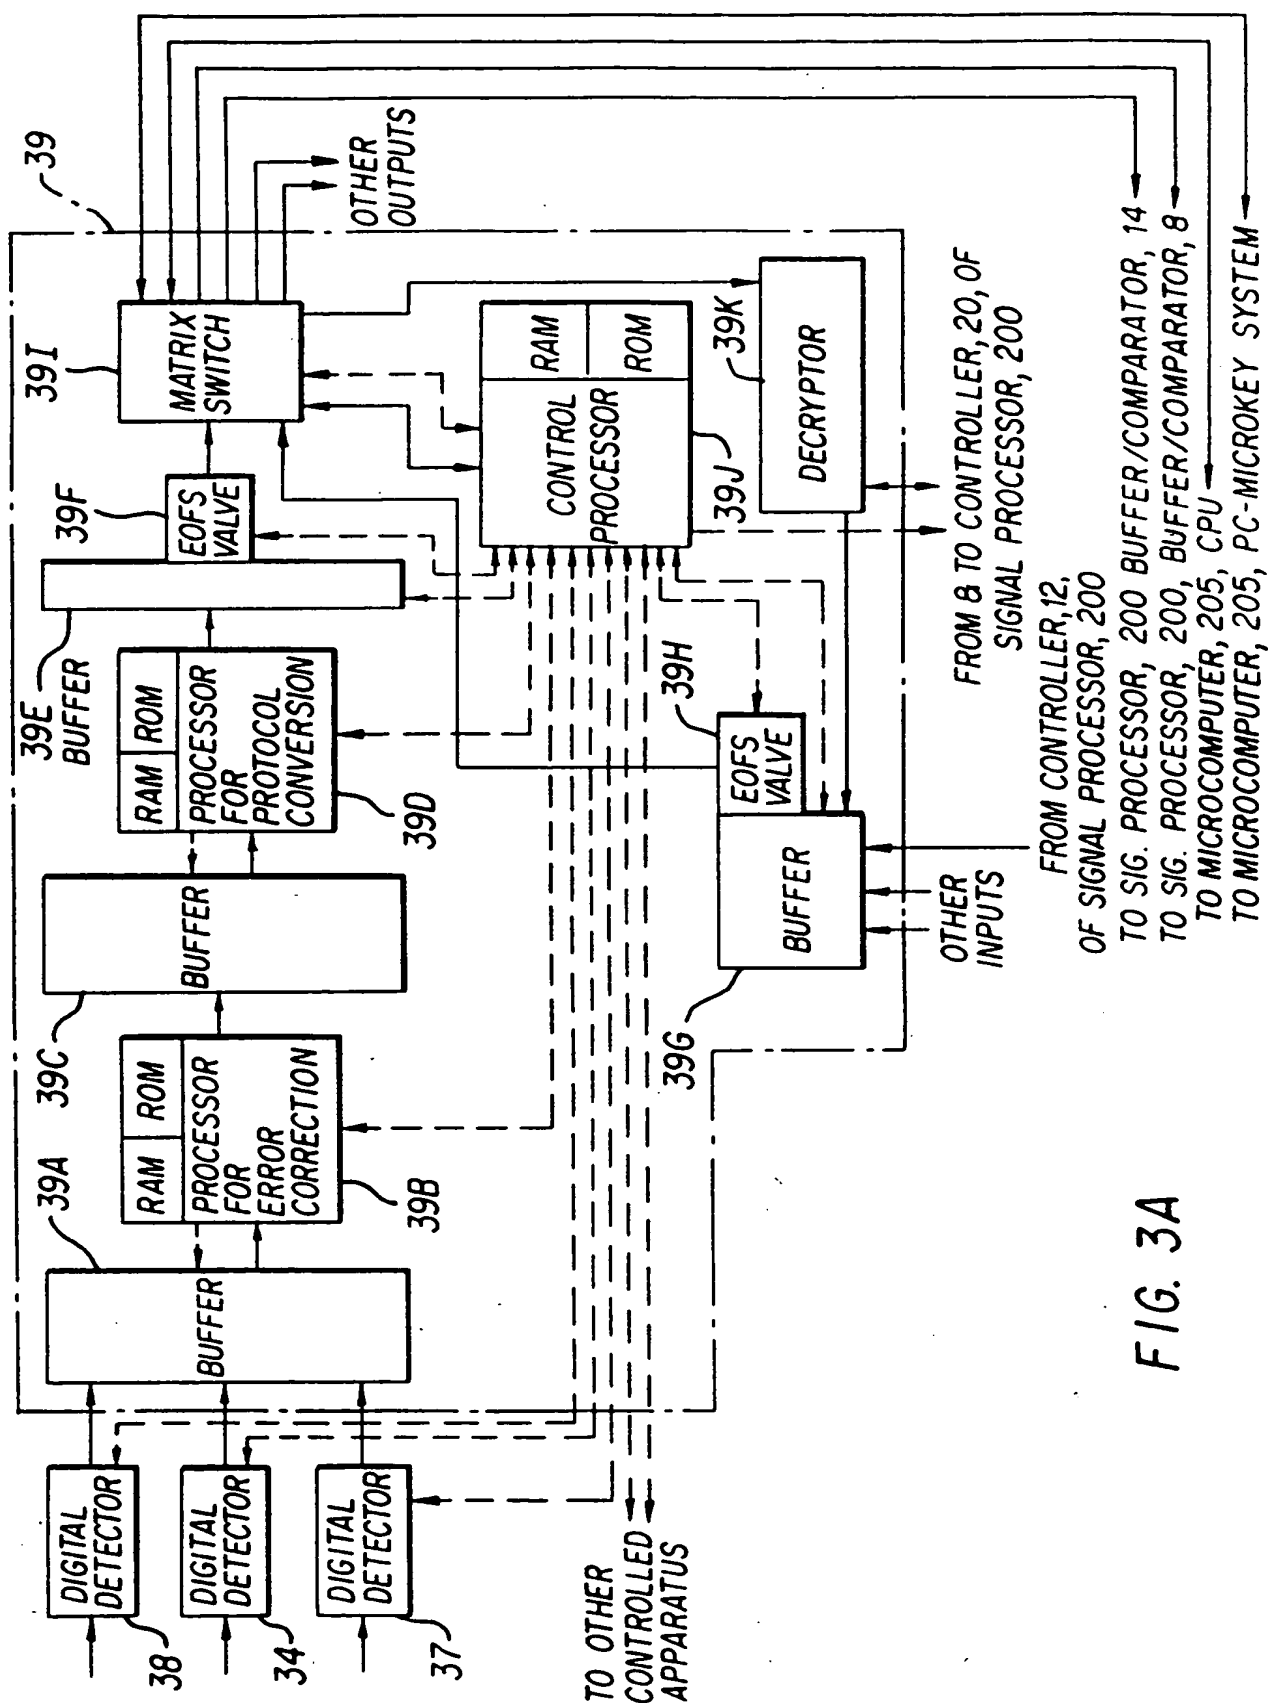 39
39I
MATRIX
SWITCH
OTHER
OUTPUTS
39F
EOFS
VALVE
39E
BUFFER
RAM
ROM
PROCESSOR
FOR
PROTOCOL
CONVERSION
39D
39C
BUFFER
RAM
ROM
PROCESSOR
FOR
ERROR
CORRECTION
39B
39A
BUFFER
DIGITAL
DETECTOR
38
DIGITAL
DETECTOR
34
DIGITAL
DETECTOR
37
TO OTHER
CONTROLLED
APPARATUS
CONTROL
PROCESSOR
RAM
ROM
39J
39K
DECRYPTOR
39H
EOFS
VALVE
BUFFER
39G
OTHER
INPUTS
FROM & TO CONTROLLER, 20, OF
SIGNAL PROCESSOR, 200
FROM CONTROLLER,12,
OF SIGNAL PROCESSOR, 200
TO SIG. PROCESSOR, 200 BUFFER/COMPARATOR, 14
TO SIG. PROCESSOR, 200, BUFFER/COMPARATOR, 8
TO MICROCOMPUTER, 205, CPU
TO MICROCOMPUTER, 205, PC-MICROKEY SYSTEM
FIG. 3A